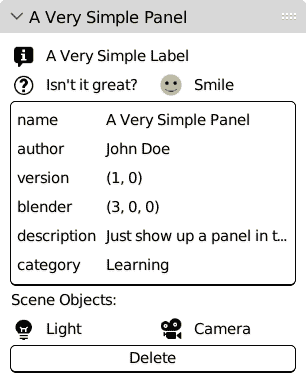 A Very Simple Panel
A Very Simple Label
Isn't it great? Smile
name A Very Simple Panel
author John Doe
version (1, 0)
blender (3, 0, 0)
description Just show up a panel in t...
category Learning
Scene Objects:
Light Camera
Delete